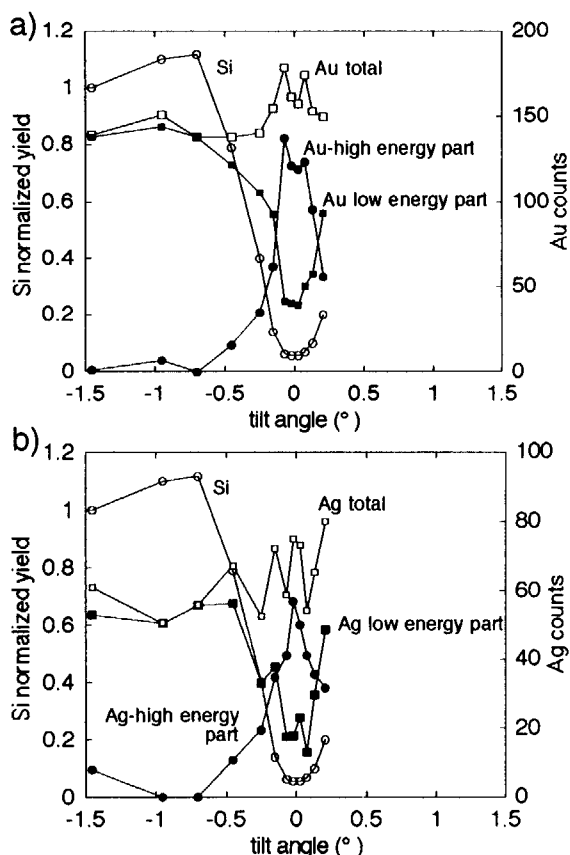 a)
1.2
1
0.8
0.6
0.4
0.2
0
Si normalized yield
200
150
100
50
0
Au counts
Si
Au total
Au-high energy part
Au low energy part
-1.5 -1 -0.5 0 0.5 1 1.5
tilt angle (°)
b)
1.2
1
0.8
0.6
0.4
0.2
0
Si normalized yield
100
80
60
40
20
0
Ag counts
Si
Ag total
Ag low energy part
Ag-high energy
part
-1.5 -1 -0.5 0 0.5 1 1.5
tilt angle (°)